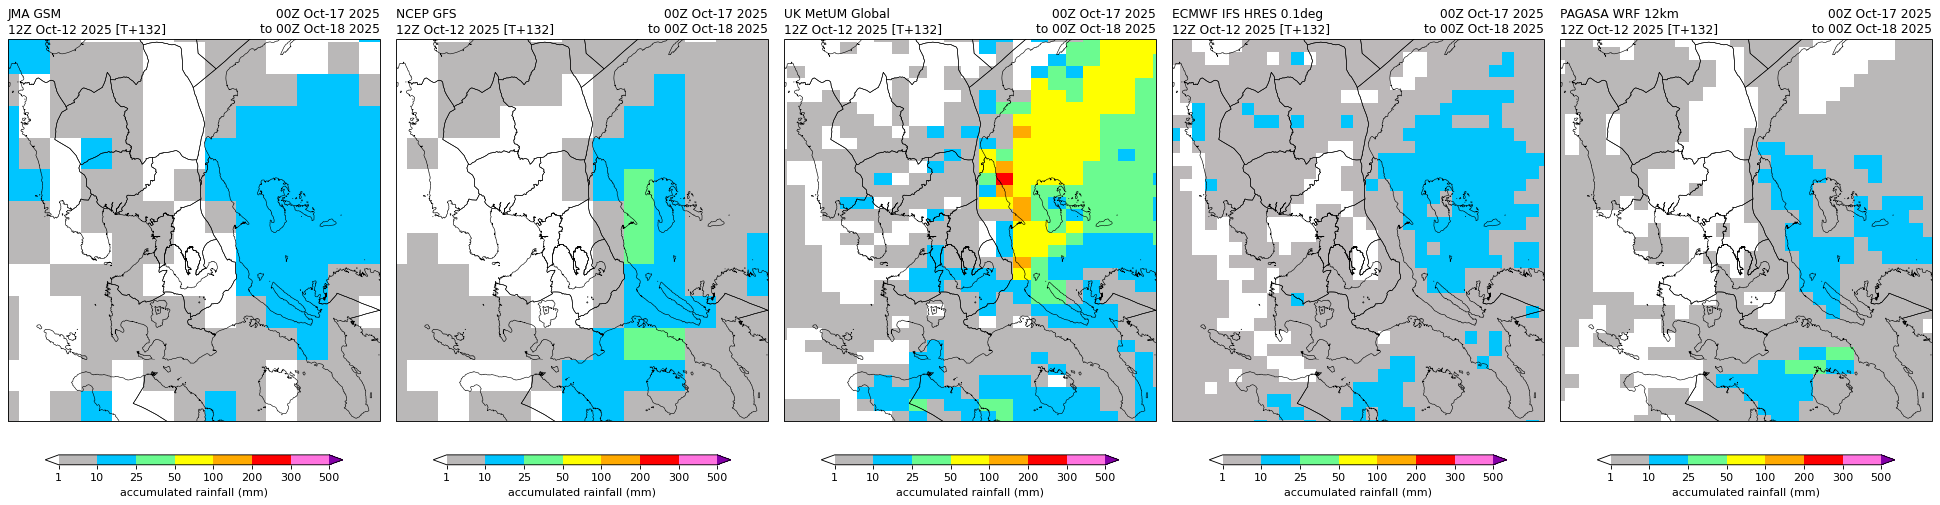 JMA GSM
00Z Oct-17 2025
12Z Oct-12 2025 [T+132]
to 00Z Oct-18 2025
NCEP GFS
00Z Oct-17 2025
12Z Oct-12 2025 [T+132]
to 00Z Oct-18 2025
UK MetUM Global
00Z Oct-17 2025
12Z Oct-12 2025 [T+132]
to 00Z Oct-18 2025
ECMWF IFS HRES 0.1deg
00Z Oct-17 2025
12Z Oct-12 2025 [T+132]
to 00Z Oct-18 2025
PAGASA WRF 12km
00Z Oct-17 2025
12Z Oct-12 2025 [T+132]
to 00Z Oct-18 2025
1 10 25 50 100 200 300 500
accumulated rainfall (mm)
1 10 25 50 100 200 300 500
accumulated rainfall (mm)
1 10 25 50 100 200 300 500
accumulated rainfall (mm)
1 10 25 50 100 200 300 500
accumulated rainfall (mm)
1 10 25 50 100 200 300 500
accumulated rainfall (mm)